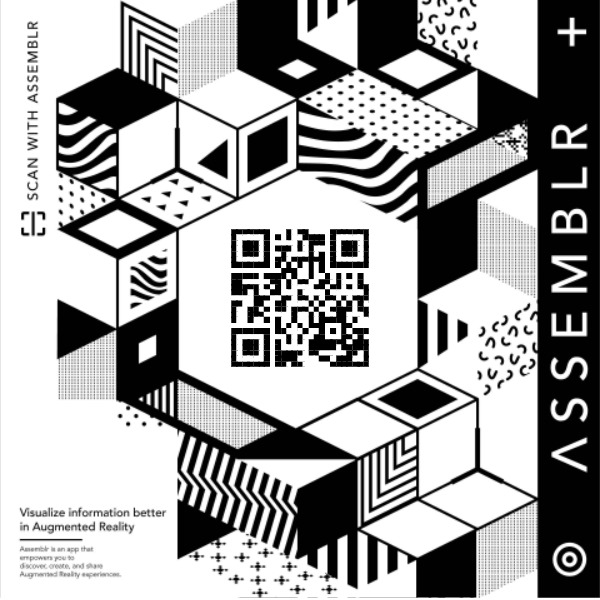 SCAN WITH ASSEMBLR
ASSEMBLR
Visualize information better
in Augmented Reality
Assemblr is an app that
empowers you to
discover, create, and share
Augmented Reality experiences.